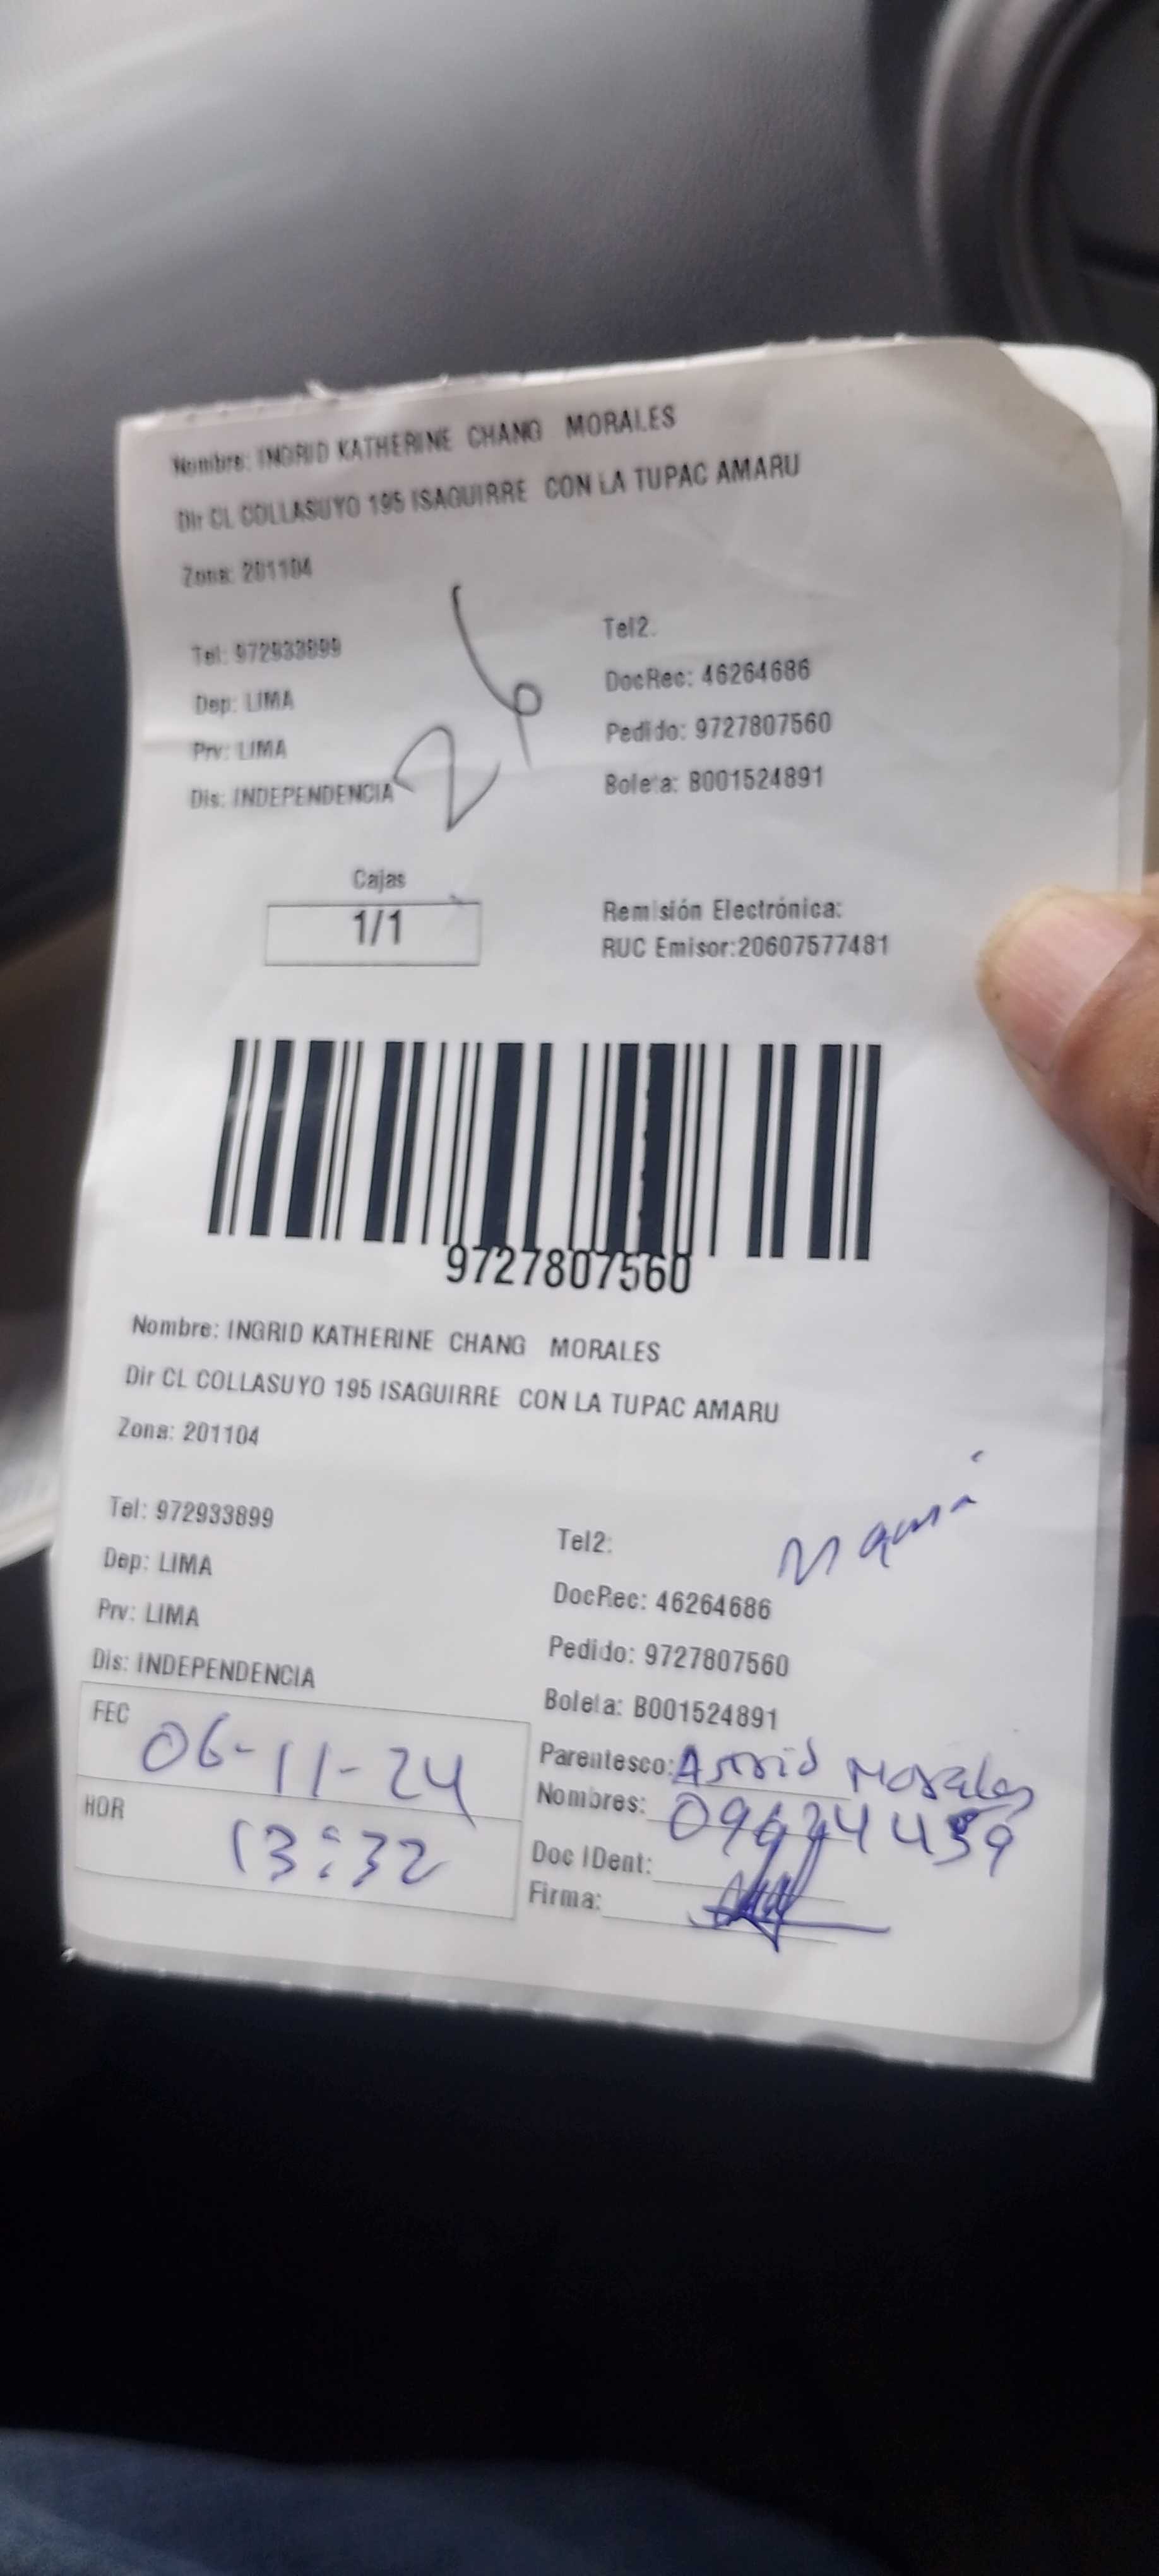 Nombre: INGRID KATHERINE CHANG MORALES
Dir CL COLLASUYO 195 ISAGUIRRE CON LA TUPAC AMARU
Zona: 201104
Tel: 972933899
Tel2:
Dep: LIMA
DocRec: 46264686
Prv: LIMA
Pedido: 9727807560
Dis: INDEPENDENCIA
Boleta: B001524891
26
Cajas
1/1
Remisión Electrónica:
RUC Emisor:20607577481
9727807560
Nombre: INGRID KATHERINE CHANG MORALES
Dir CL COLLASUYO 195 ISAGUIRRE CON LA TUPAC AMARU
Zona: 201104
Mamá
Tel: 972933899
Tel2:
Dep: LIMA
DocRec: 46264686
Prv: LIMA
Pedido: 9727807560
Dis: INDEPENDENCIA
Boleta: B001524891
FEC 06-11-24
Parentesco: Astrid Morales
HOR 13:32
Nombres:
Doc IDent:
Firma: